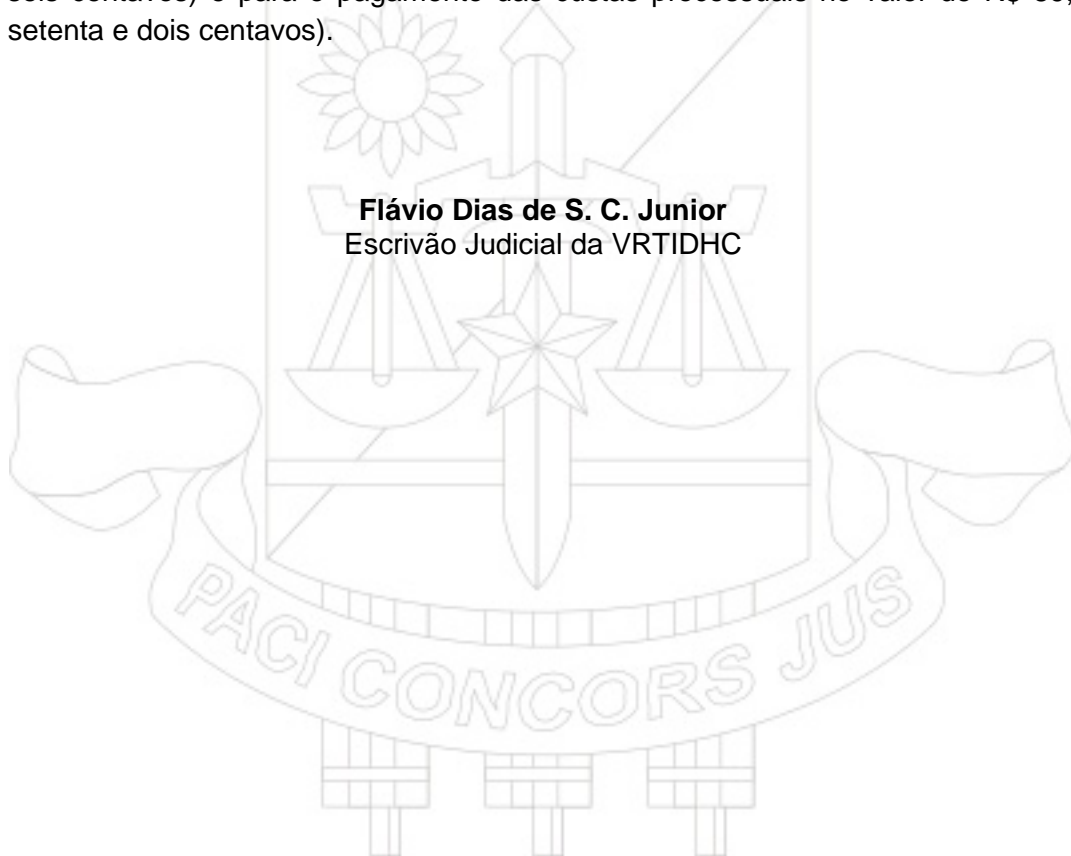 setenta e dois centavos).
Flávio Dias de S. C. Junior
Escrivão Judicial da VRTIDHC
PACI CONCORS JUS